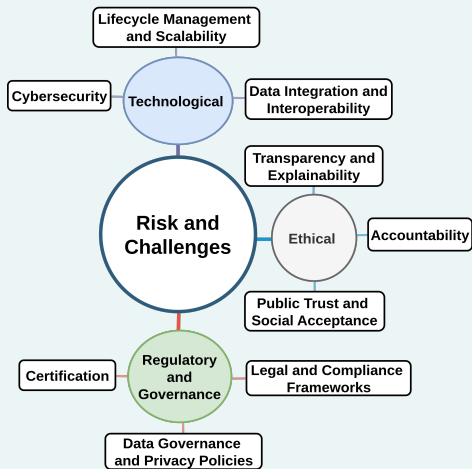 Lifecycle Management
and Scalability
Cybersecurity
Technological
Data Integration and
Interoperability
Transparency and
Explainability
Risk and
Challenges
Ethical
Accountability
Public Trust and
Social Acceptance
Regulatory
and
Governance
Certification
Legal and Compliance
Frameworks
Data Governance
and Privacy Policies